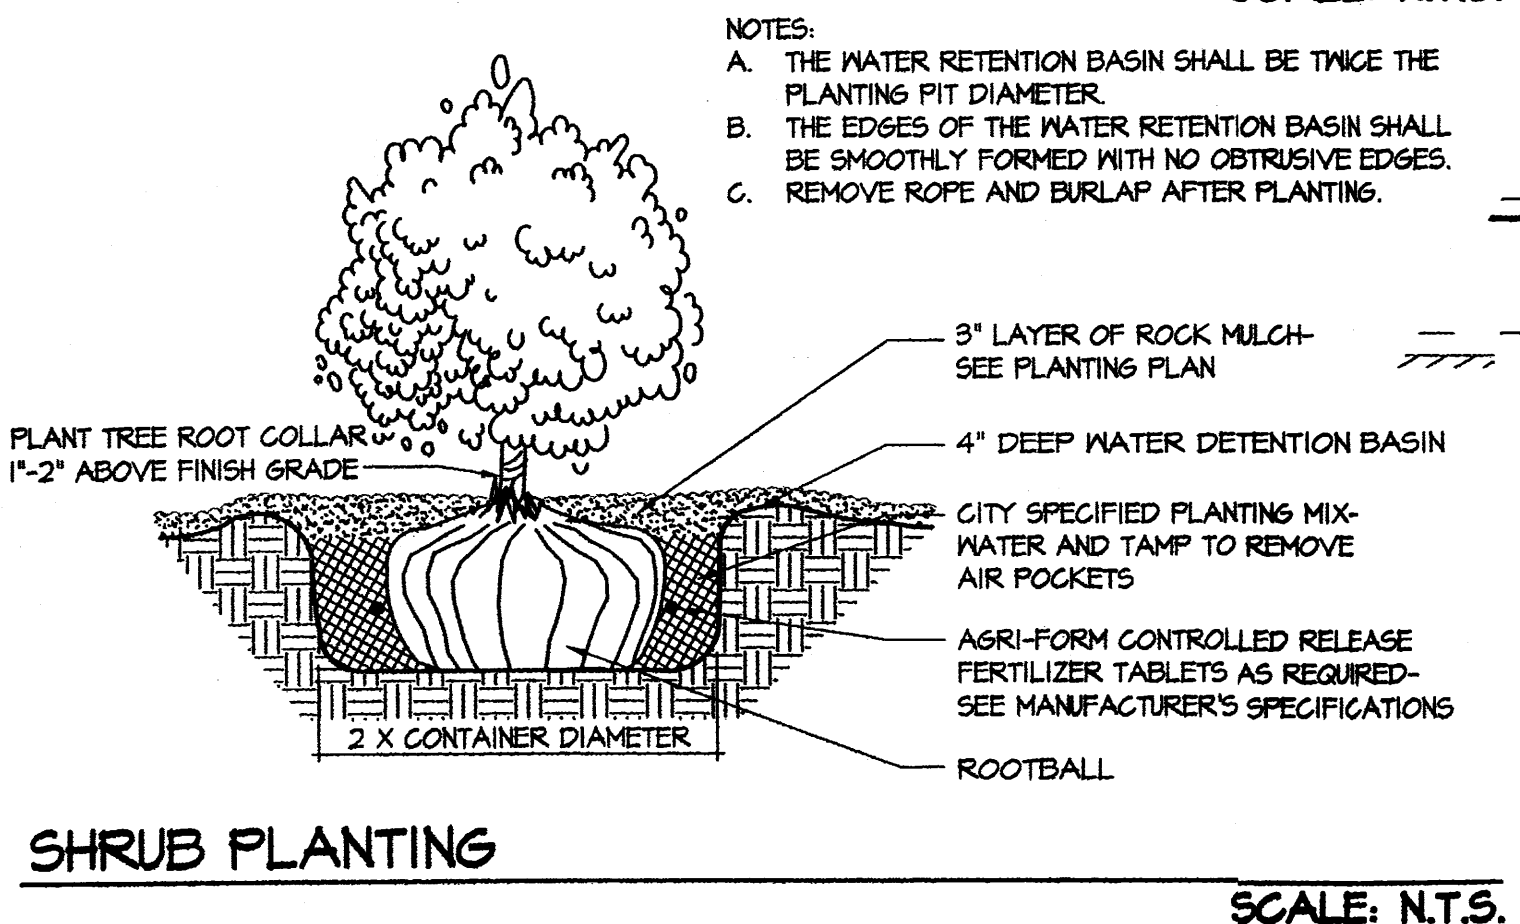 NOTES:
A. THE WATER RETENTION BASIN SHALL BE TWICE THE
PLANTING PIT DIAMETER.
B. THE EDGES OF THE WATER RETENTION BASIN SHALL
BE SMOOTHLY FORMED WITH NO OBTRUSIVE EDGES.
C. REMOVE ROPE AND BURLAP AFTER PLANTING.
3" LAYER OF ROCK MULCH-
SEE PLANTING PLAN
PLANT TREE ROOT COLLAR
1"-2" ABOVE FINISH GRADE
4" DEEP WATER DETENTION BASIN
CITY SPECIFIED PLANTING MIX-
WATER AND TAMP TO REMOVE
AIR POCKETS
AGRI-FORM CONTROLLED RELEASE
FERTILIZER TABLETS AS REQUIRED-
SEE MANUFACTURER'S SPECIFICATIONS
2 X CONTAINER DIAMETER
ROOTBALL
SHRUB PLANTING
SCALE: N.T.S.